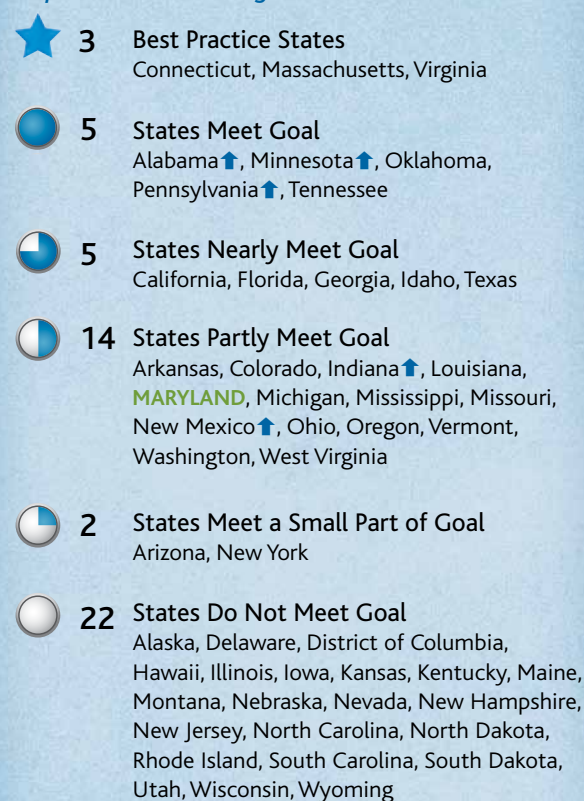 3 Best Practice States
Connecticut, Massachusetts, Virginia
5 States Meet Goal
Alabama⬆, Minnesota⬆, Oklahoma,
Pennsylvania⬆, Tennessee
5 States Nearly Meet Goal
California, Florida, Georgia, Idaho, Texas
14 States Partly Meet Goal
Arkansas, Colorado, Indiana⬆, Louisiana,
MARYLAND, Michigan, Mississippi, Missouri,
New Mexico⬆, Ohio, Oregon, Vermont,
Washington, West Virginia
2 States Meet a Small Part of Goal
Arizona, New York
22 States Do Not Meet Goal
Alaska, Delaware, District of Columbia,
Hawaii, Illinois, Iowa, Kansas, Kentucky, Maine,
Montana, Nebraska, Nevada, New Hampshire,
New Jersey, North Carolina, North Dakota,
Rhode Island, South Carolina, South Dakota,
Utah, Wisconsin, Wyoming